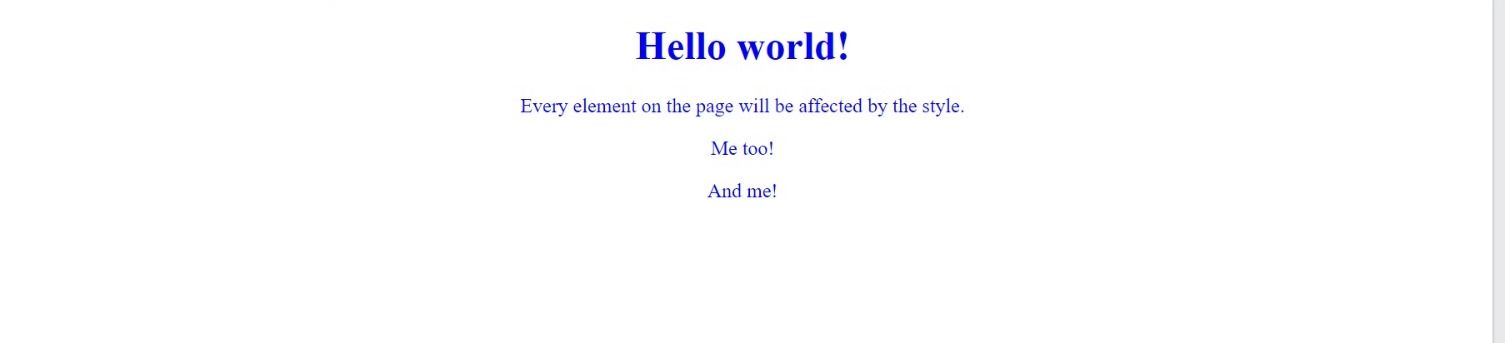 Hello world!
Every element on the page will be affected by the style.
Me too!
And me!